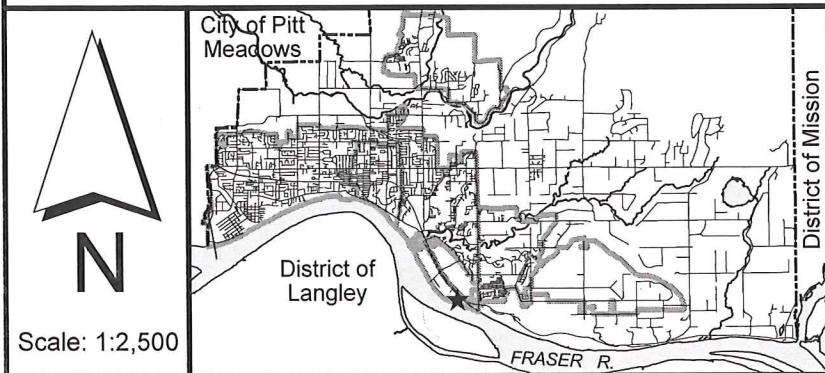 N
Scale: 1:2,500
City of Pitt
Meadows
District of
Langley
FRASER R.
District of Mission